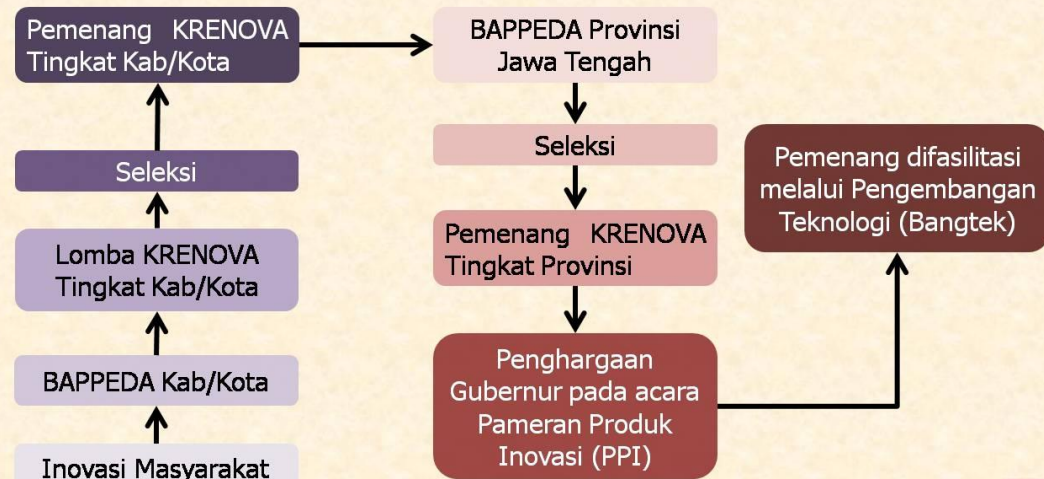 Pemenang KRENOVA
Tingkat Kab/Kota
Seleksi
Lomba KRENOVA
Tingkat Kab/Kota
BAPPEDA Kab/Kota
Inovasi Masyarakat
BAPPEDA Provinsi
Jawa Tengah
Seleksi
Pemenang KRENOVA
Tingkat Provinsi
Penghargaan
Gubernur pada acara
Pameran Produk
Inovasi (PPI)
Pemenang difasilitasi
melalui Pengembangan
Teknologi (Bangtek)